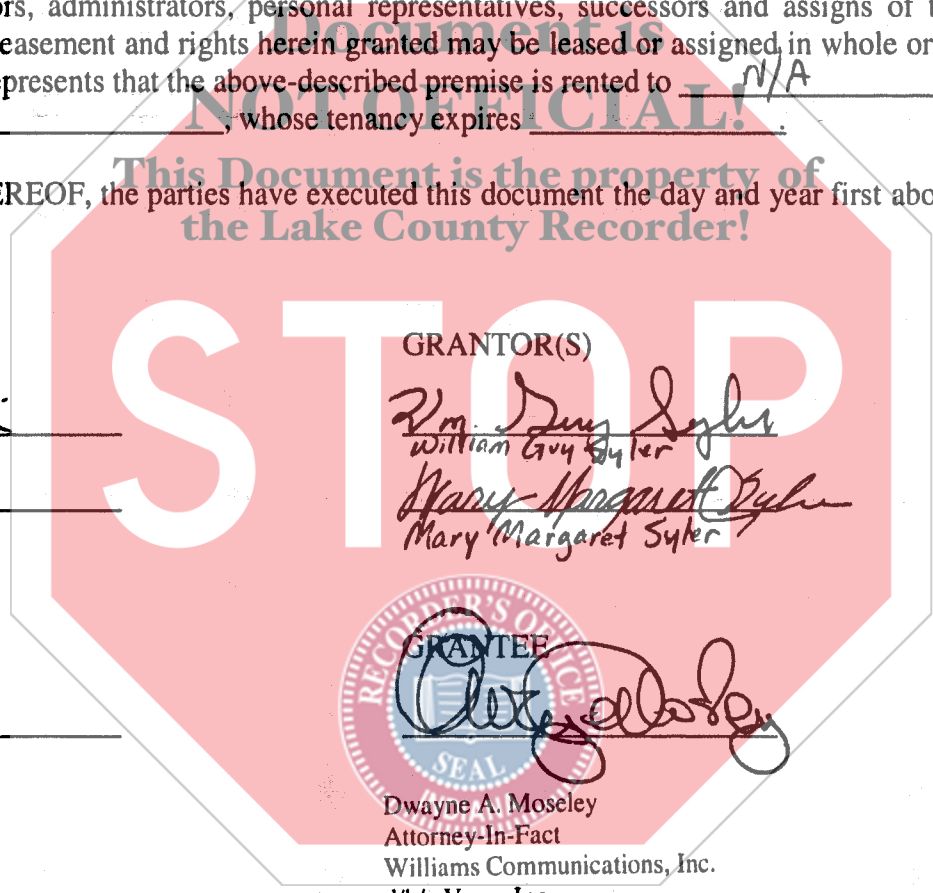 ors, administrators, personal representatives, successors and assigns of t
easement and rights herein granted may be leased or assigned in whole or
presents that the above-described premise is rented to N/A
, whose tenancy expires
Document is
NOT OFFICIAL!
This Document is the property of
the Lake County Recorder!
EREOF, the parties have executed this document the day and year first abo
STOP
GRANTOR(S)
Wm. Guy Syler
William Guy Syler
Mary Margaret Syler
Mary Margaret Syler
GRANTEE
RECORDER'S OFFICE
SEAL
INDIANA
Dwayne A. Moseley
Attorney-In-Fact
Williams Communications, Inc.